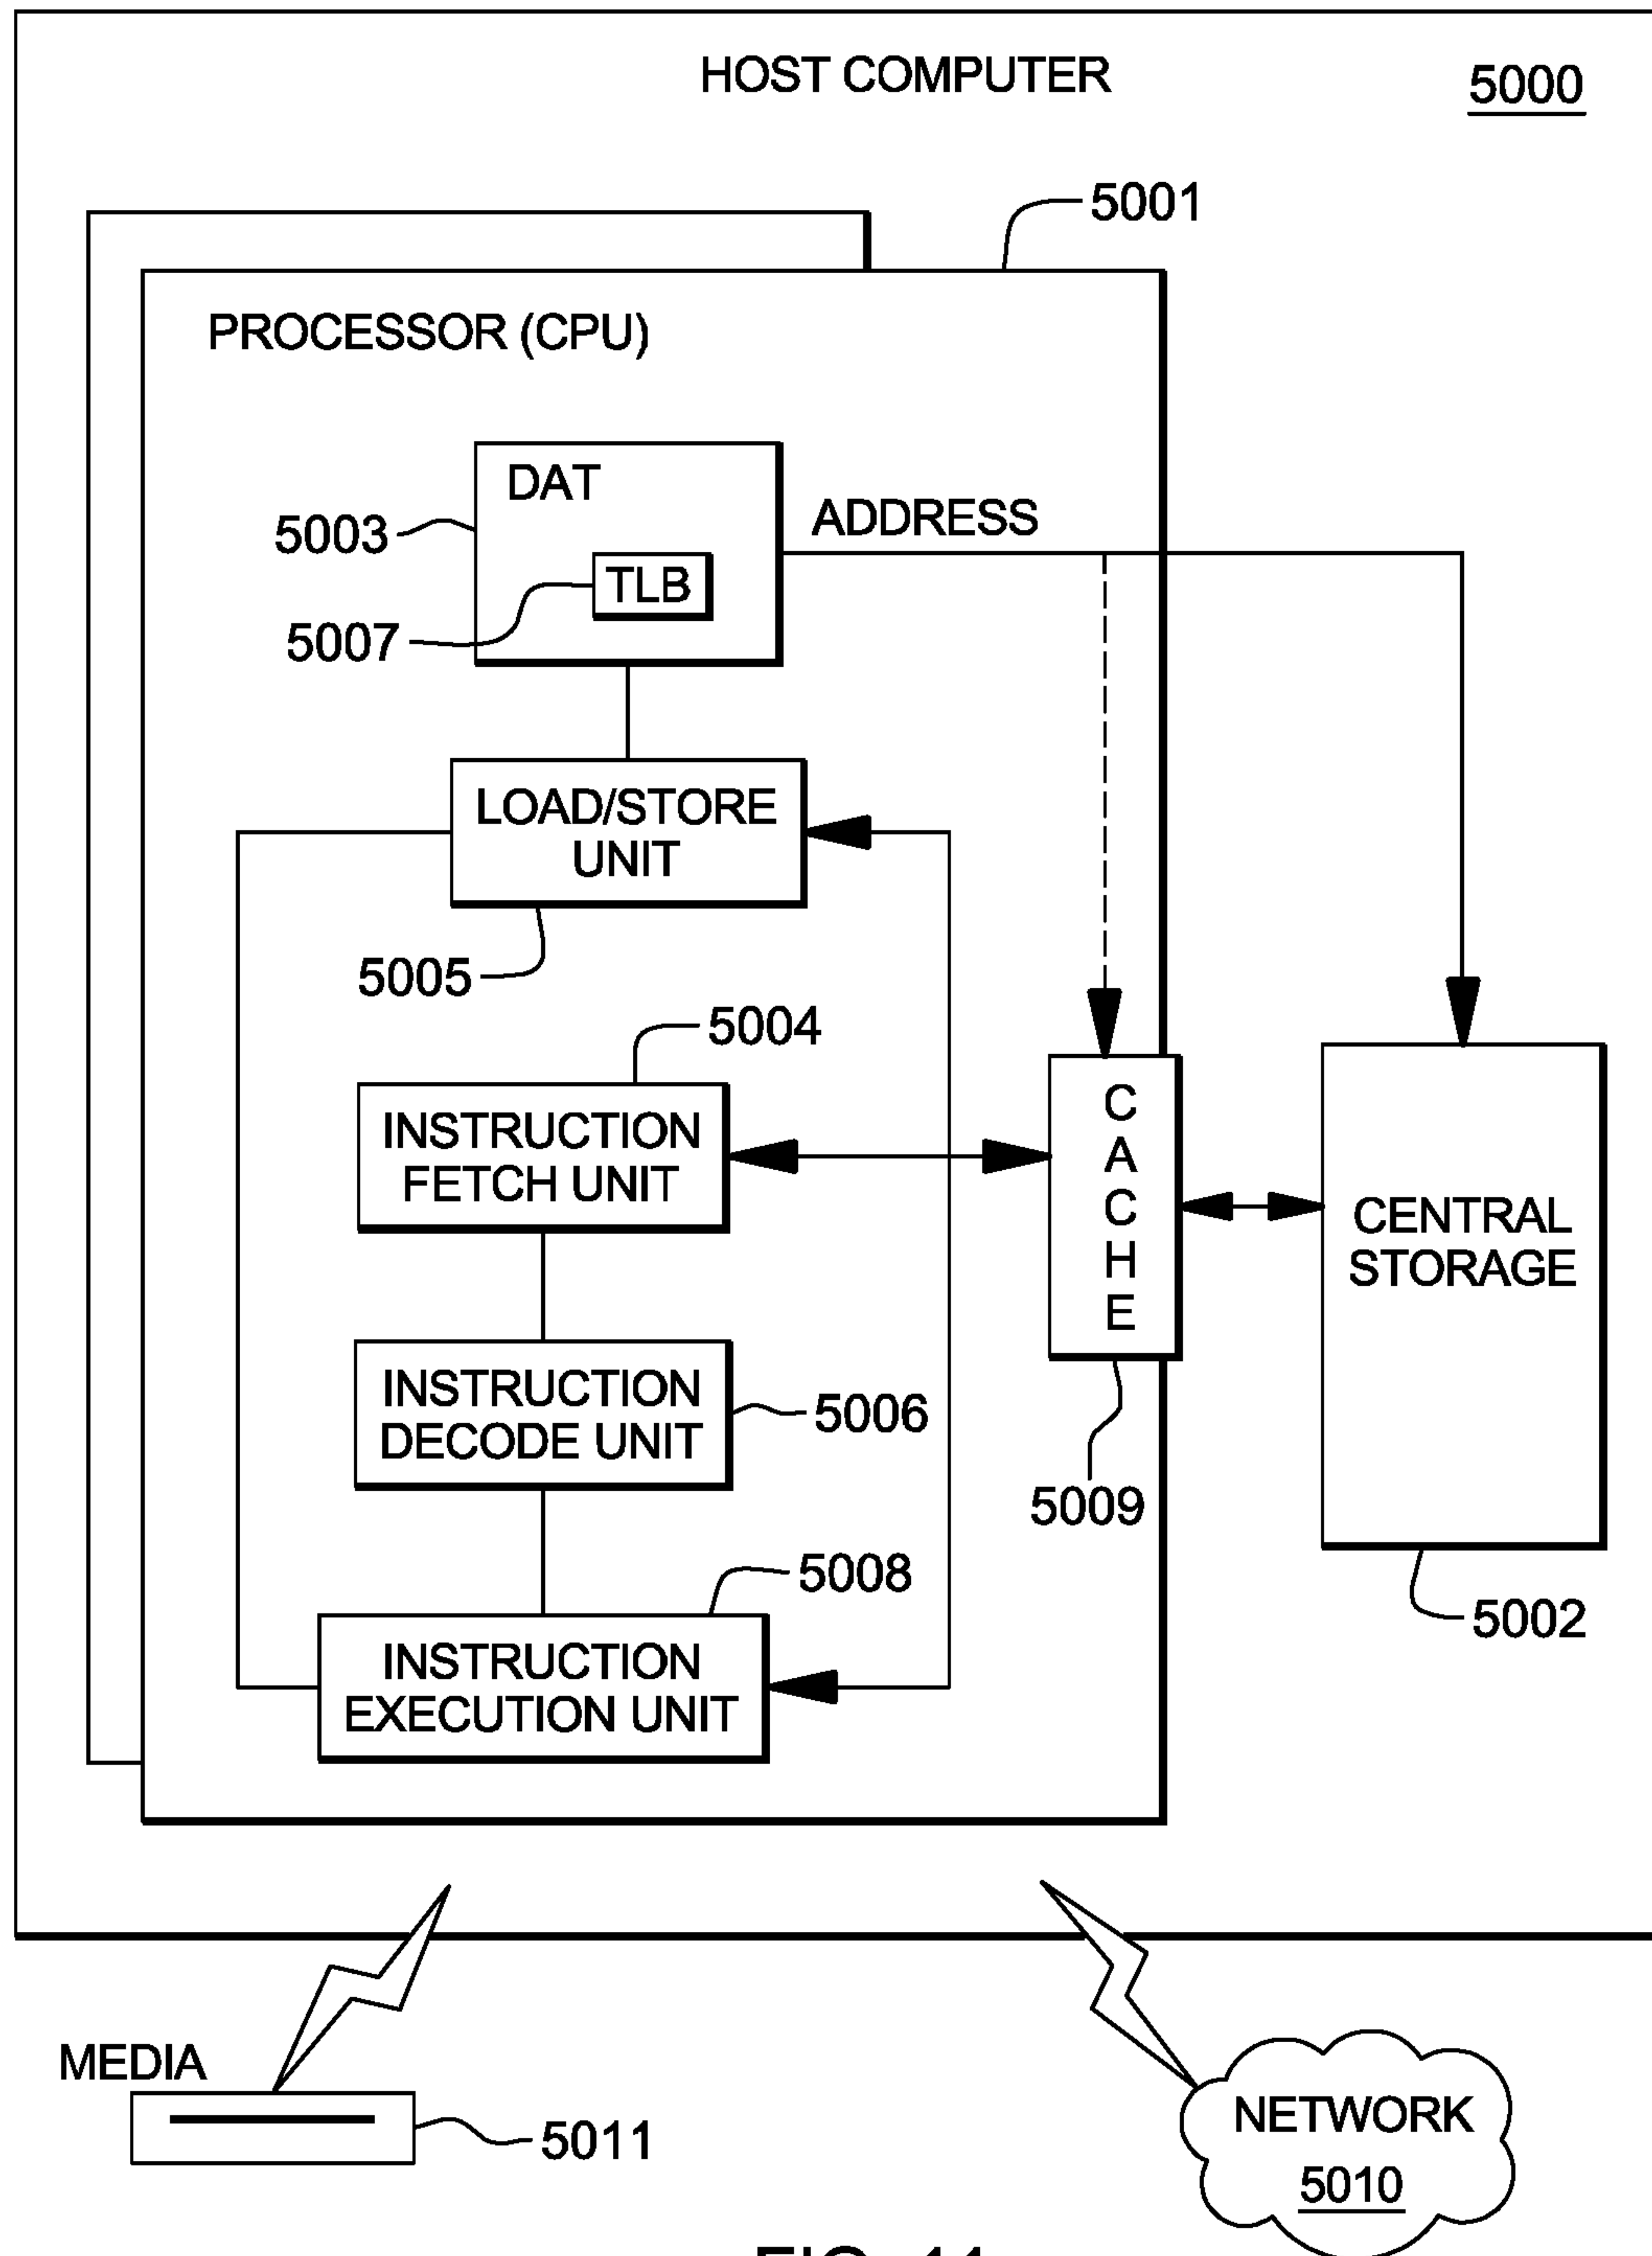 HOST COMPUTER
5000
5001
PROCESSOR (CPU)
DAT
5003
ADDRESS
TLB
5007
LOAD/STORE
UNIT
5005
5004
INSTRUCTION
FETCH UNIT
CACHE
CENTRAL
STORAGE
INSTRUCTION
DECODE UNIT
5006
5009
5008
5002
INSTRUCTION
EXECUTION UNIT
MEDIA
5011
NETWORK
5010